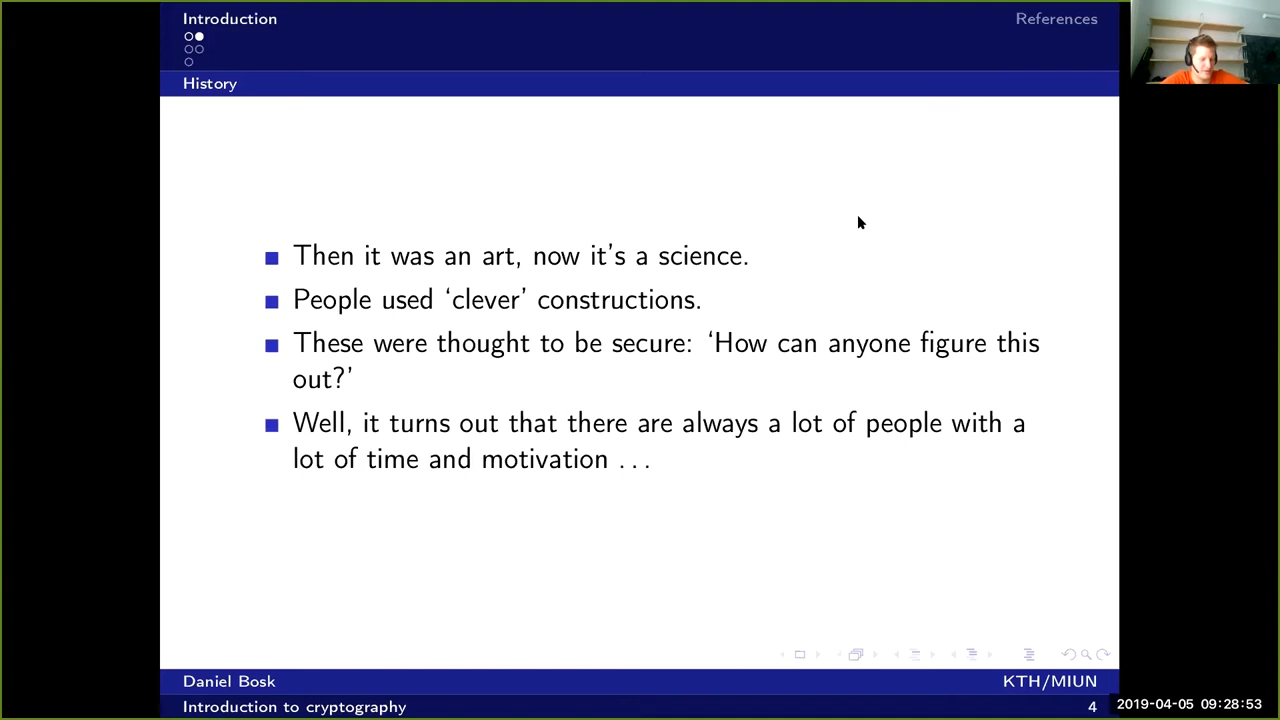 Introduction
References
History
Then it was an art, now it's a science.
People used ‘clever’ constructions.
These were thought to be secure: ‘How can anyone figure this
out?’
Well, it turns out that there are always a lot of people with a
lot of time and motivation . . .
Daniel Bosk
KTH/MIUN
Introduction to cryptography
4
2019-04-05 09:28:53